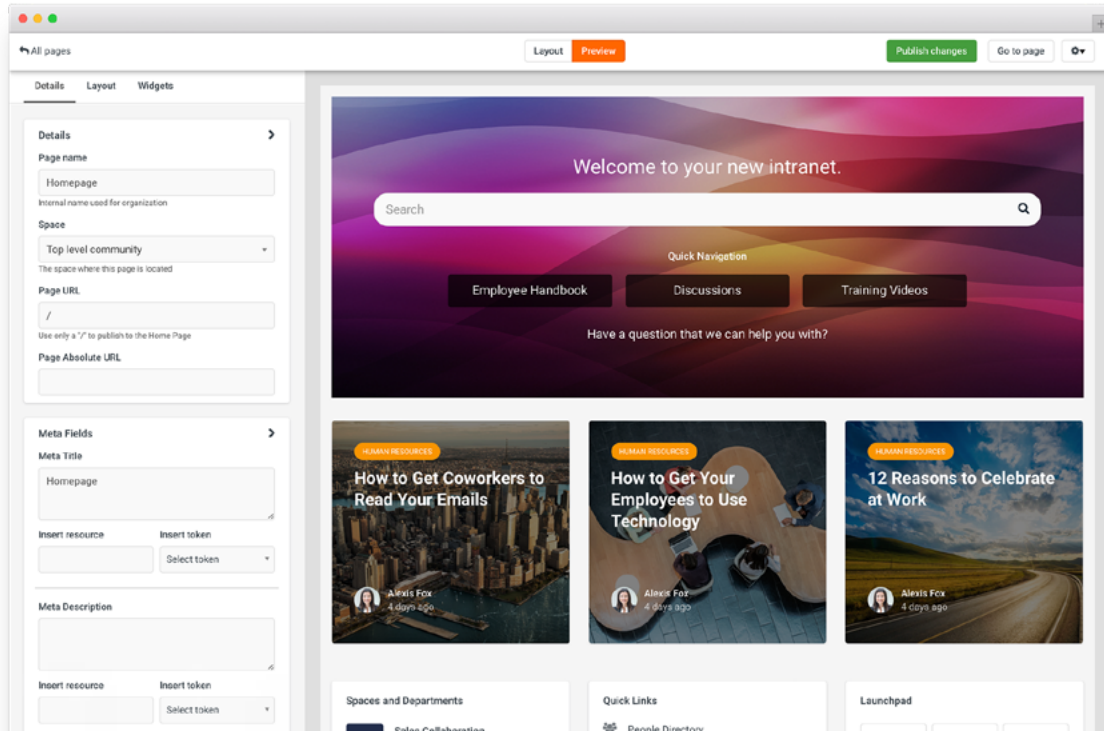 All pages
Layout
Preview
Publish changes
Go to page
Details
Layout
Widgets
Details
Page name
Homepage
Internal name used for organization
Space
Top level community
The space where this page is located
Page URL
/
Use only a "/" to publish to the Home Page
Page Absolute URL
Meta Fields
Meta Title
Homepage
Insert resource
Insert token
Select token
Meta Description
Insert resource
Insert token
Select token
Welcome to your new intranet.
Search
Quick Navigation
Employee Handbook
Discussions
Training Videos
Have a question that we can help you with?
HUMAN RESOURCES
How to Get Coworkers to
Read Your Emails
Alexis Fox
4 days ago
HUMAN RESOURCES
How to Get Your
Employees to Use
Technology
Alexis Fox
4 days ago
HUMAN RESOURCES
12 Reasons to Celebrate
at Work
Alexis Fox
4 days ago
Spaces and Departments
Sales Collaboration
Quick Links
People Directory
Launchpad